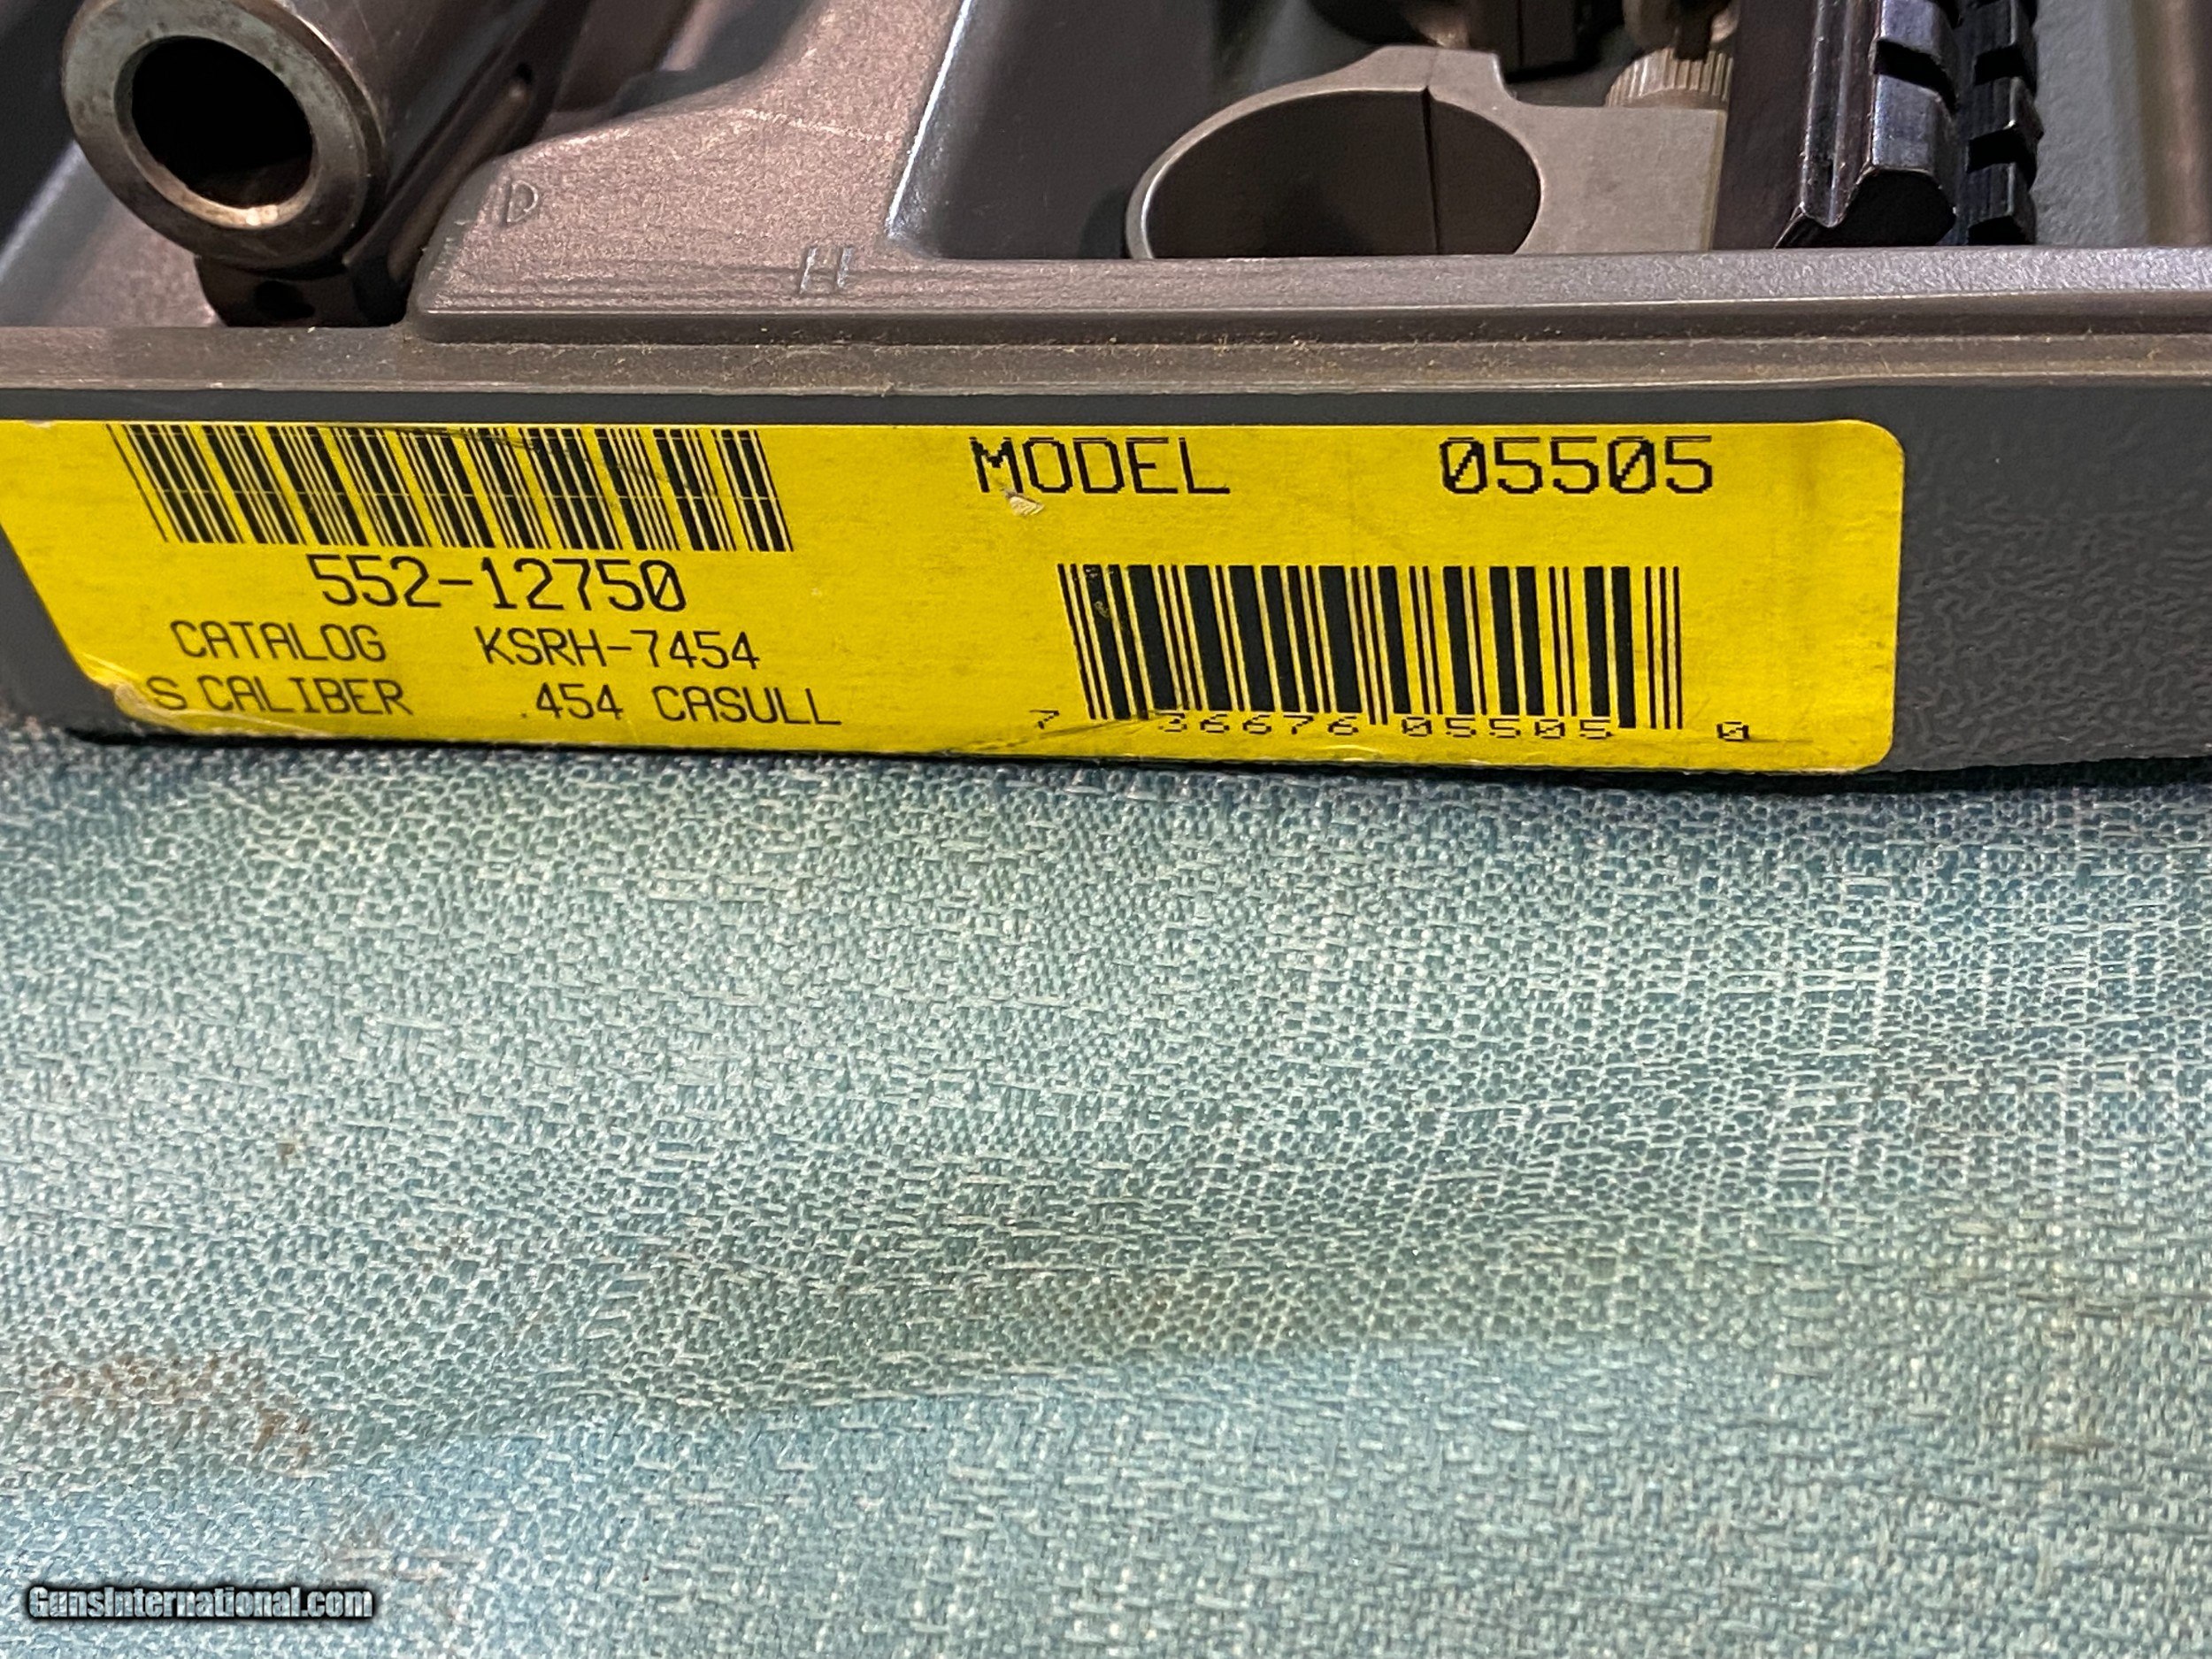 D
H
MODEL 05505
552-12750
CATALOG KSRH-7454
S CALIBER .454 CASULL
7 36676 05505 0
GunsInternational.com